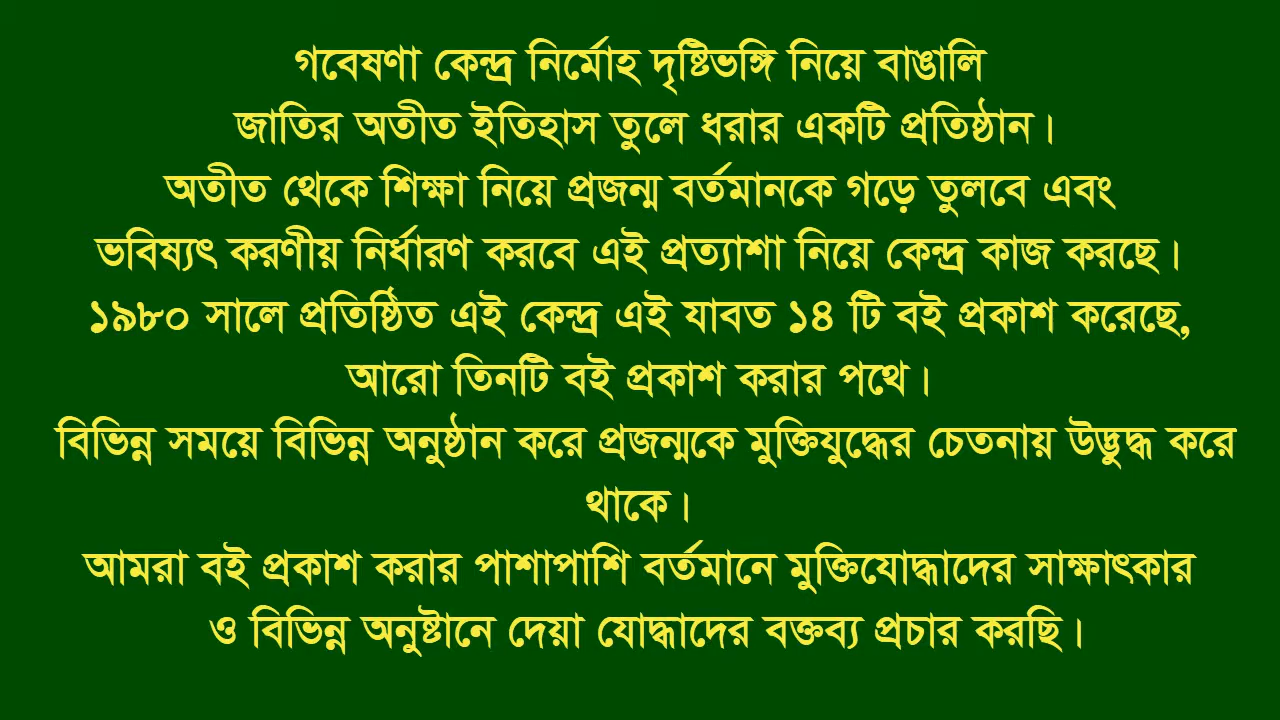 গবেষণা কেন্দ্র নির্মোহ দৃষ্টিভঙ্গি নিয়ে বাঙালি
জাতির অতীত ইতিহাস তুলে ধরার একটি প্রতিষ্ঠান।
অতীত থেকে শিক্ষা নিয়ে প্রজন্ম বর্তমানকে গড়ে তুলবে এবং
ভবিষ্যৎ করণীয় নির্ধারণ করবে এই প্রত্যাশা নিয়ে কেন্দ্র কাজ করছে।
১৯৮০ সালে প্রতিষ্ঠিত এই কেন্দ্র এই যাবত ১৪ টি বই প্রকাশ করেছে,
আরো তিনটি বই প্রকাশ করার পথে।
বিভিন্ন সময়ে বিভিন্ন অনুষ্ঠান করে প্রজন্মকে মুক্তিযুদ্ধের চেতনায় উদ্ভুদ্ধ করে
থাকে।
আমরা বই প্রকাশ করার পাশাপাশি বর্তমানে মুক্তিযোদ্ধাদের সাক্ষাৎকার
ও বিভিন্ন অনুষ্টানে দেয়া যোদ্ধাদের বক্তব্য প্রচার করছি।